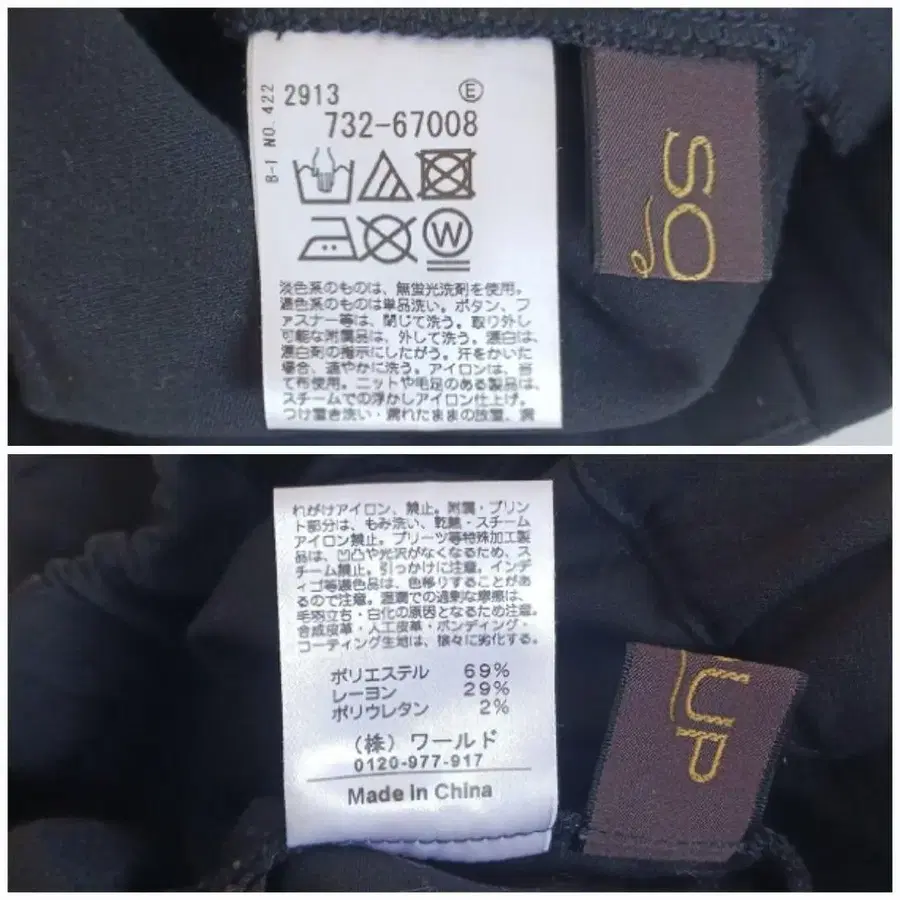 B-1 NO. 422
2913 Ⓔ
732-67008
W
淡色系のものは、無蛍光洗剤を使用。
濃色系のものは単品洗い。ボタン、フ
ァスナー等は、閉じて洗う。取り外し
可能な附属品は、外して洗う。漂白は、
漂白剤の指示にしたがう。汗をかいた
場合、速やかに洗う。アイロンは、当
て布使用。ニットや毛足のある製品は、
スチームでの浮かしアイロン仕上げ。
つけ置き洗い・濡れたままの放置、濡
SO
れがけアイロン、禁止。附属・プリン
ト部分は、もみ洗い、乾燥・スチーム
アイロン禁止。プリーツ等特殊加工製
品は、凹凸や光沢がなくなるため、ス
チーム禁止。引っかけに注意。インデ
ィゴ等濃色品は、色移りすることがあ
るので注意。湿潤での過剰な摩擦は、
毛羽立ち・白化の原因となるため注意。
合成皮革・人工皮革・ボンディング・
コーティング生地は、徐々に劣化する。
ポリエステル 69%
レーヨン 29%
ポリウレタン 2%
(株) ワールド
0120-977-917
Made in China
UP